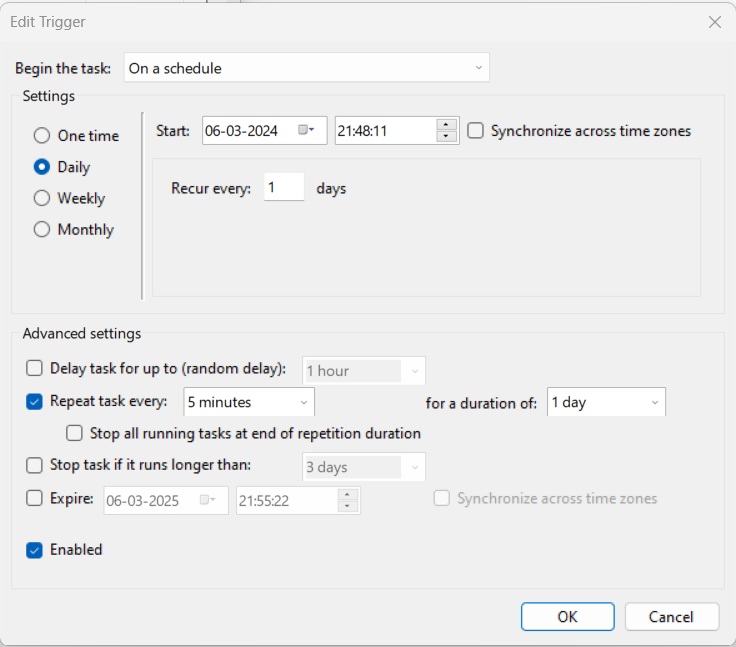 Edit Trigger
Begin the task: On a schedule
Settings
One time
Start: 06-03-2024 21:48:11 Synchronize across time zones
Daily
Recur every: 1 days
Weekly
Monthly
Advanced settings
Delay task for up to (random delay): 1 hour
Repeat task every: 5 minutes for a duration of: 1 day
Stop all running tasks at end of repetition duration
Stop task if it runs longer than: 3 days
Expire: 06-03-2025 21:55:22 Synchronize across time zones
Enabled
OK Cancel